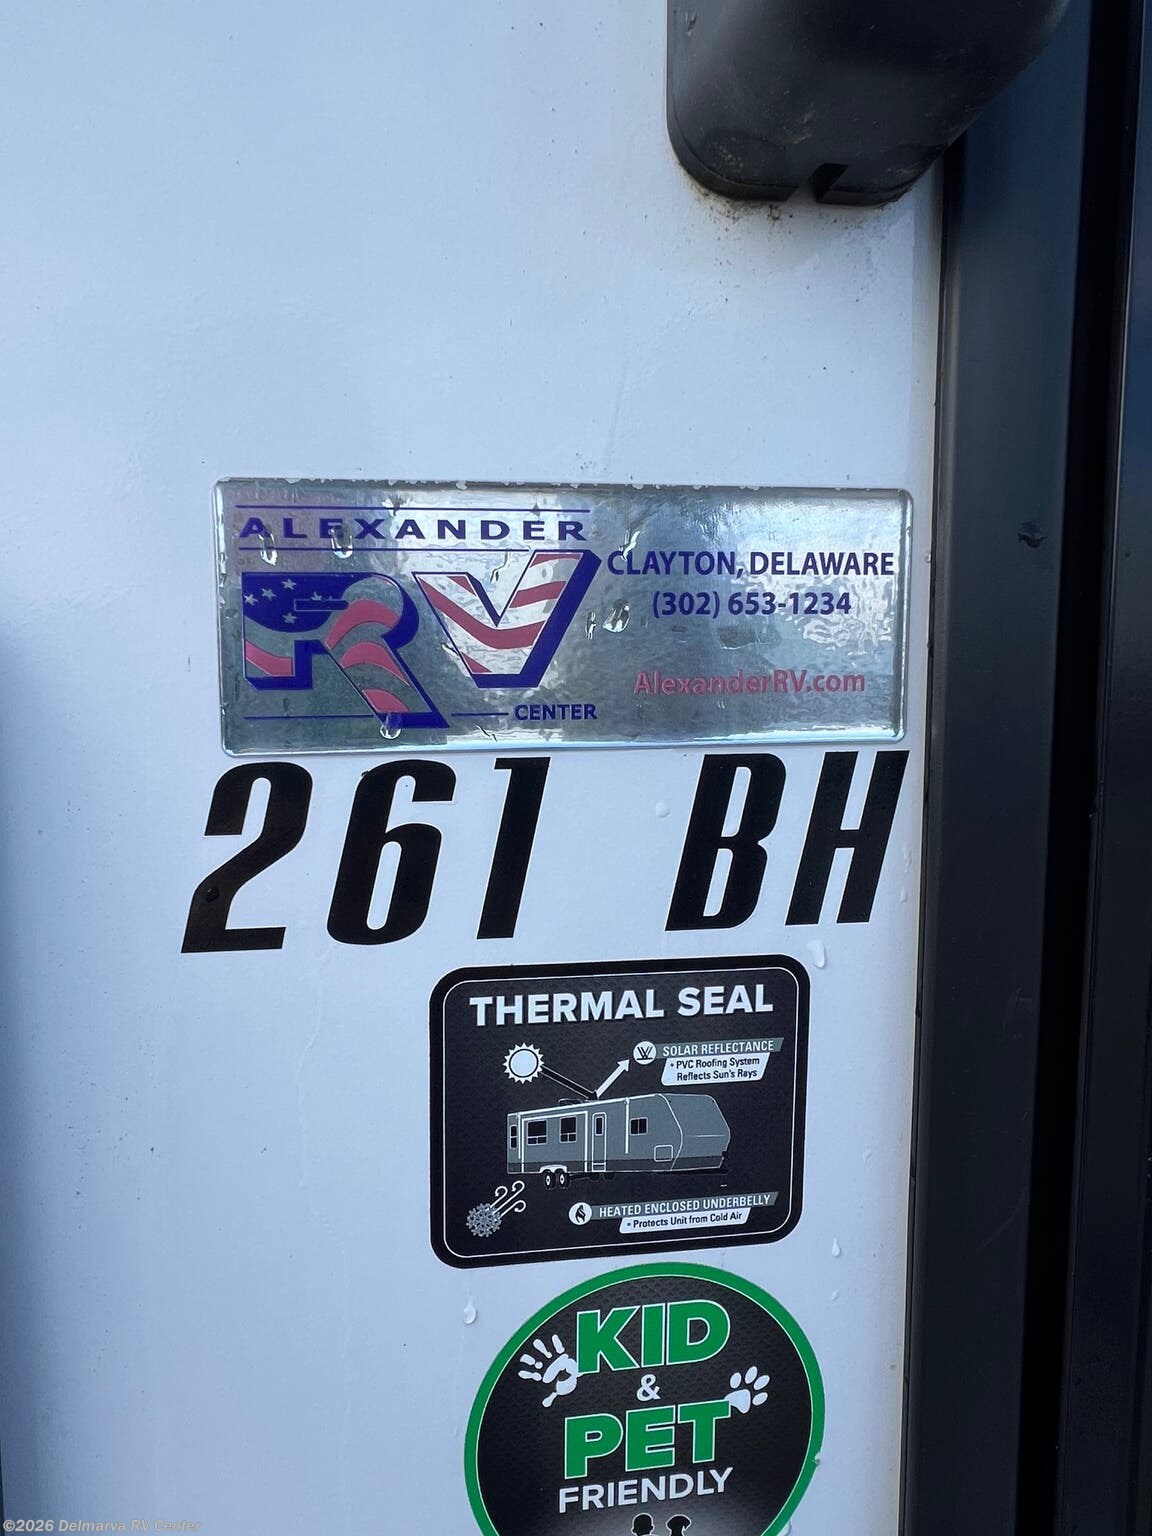 ALEXANDER
RV
CENTER
CLAYTON, DELAWARE
(302) 653-1234
AlexanderRV.com
261 BH
THERMAL SEAL
SOLAR REFLECTANCE
• PVC Roofing System
Reflects Sun's Rays
HEATED ENCLOSED UNDERBELLY
• Protects Unit from Cold Air
KID
&
PET
FRIENDLY
©2026 Delmarva RV Center